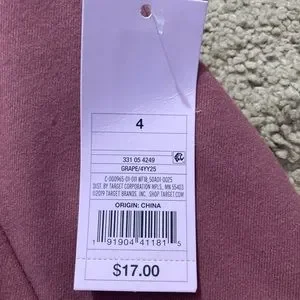 4
331 05 4249
GRAPE/4YY25
DIST. BY TARGET CORPORATION MPLS., MN 55403
©2019 TARGET BRANDS, INC. SHOP TARGET.COM
ORIGIN: CHINA
1 91904 41181 5
$17.00